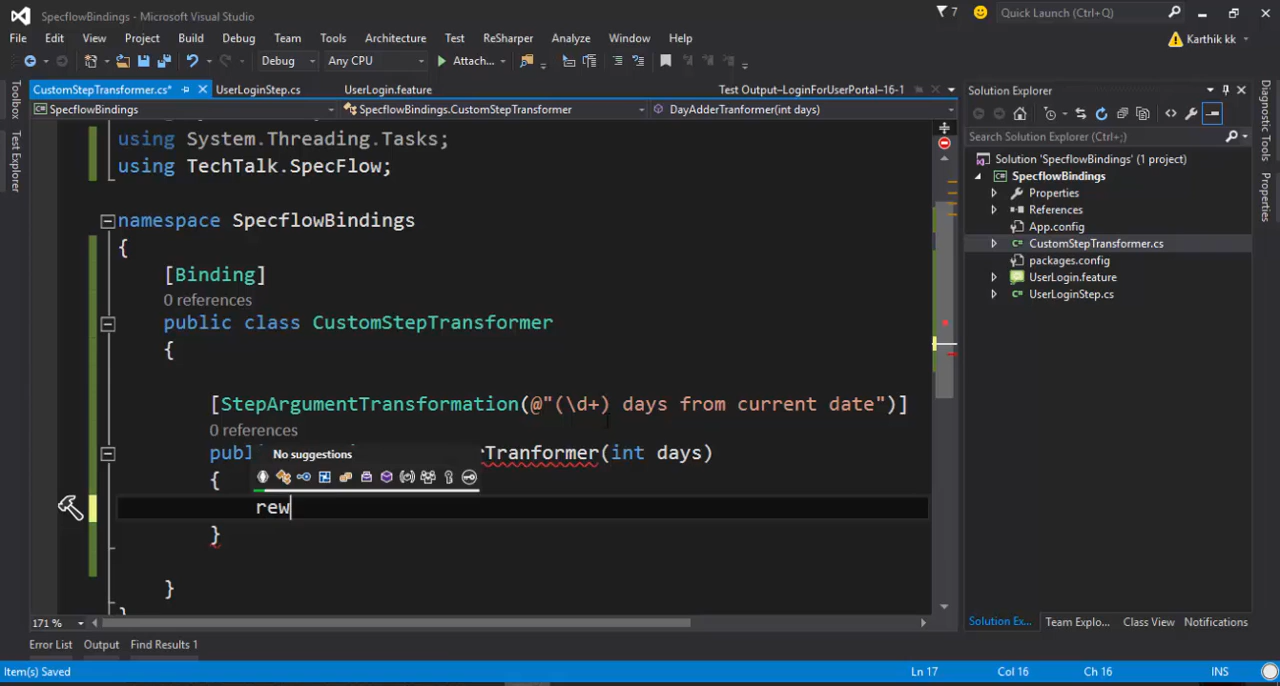 SpecflowBindings - Microsoft Visual Studio
7
Quick Launch (Ctrl+Q)
File Edit View Project Build Debug Team Tools Architecture Test ReSharper Analyze Window Help
Karthik kk
Debug Any CPU Attach...
CustomStepTransformer.cs* UserLoginStep.cs UserLogin.feature Test Output-LoginForUserPortal-16-1
SpecflowBindings SpecflowBindings.CustomStepTransformer DayAdderTranformer(int days)
Toolbox
Test Explorer
using System.Threading.Tasks;
using TechTalk.SpecFlow;
namespace SpecflowBindings
{
[Binding]
0 references
public class CustomStepTransformer
{
[StepArgumentTransformation(@"(\d+) days from current date")]
0 references
publ rTranformer(int days)
No suggestions
{
rew
}
}
}
171 %
Solution Explorer
Search Solution Explorer (Ctrl+;)
Solution 'SpecflowBindings' (1 project)
SpecflowBindings
Properties
References
App.config
CustomStepTransformer.cs
packages.config
UserLogin.feature
UserLoginStep.cs
Solution Ex... Team Explo... Class View Notifications
Diagnostic Tools
Properties
Error List Output Find Results 1
Item(s) Saved Ln 17 Col 16 Ch 16 INS